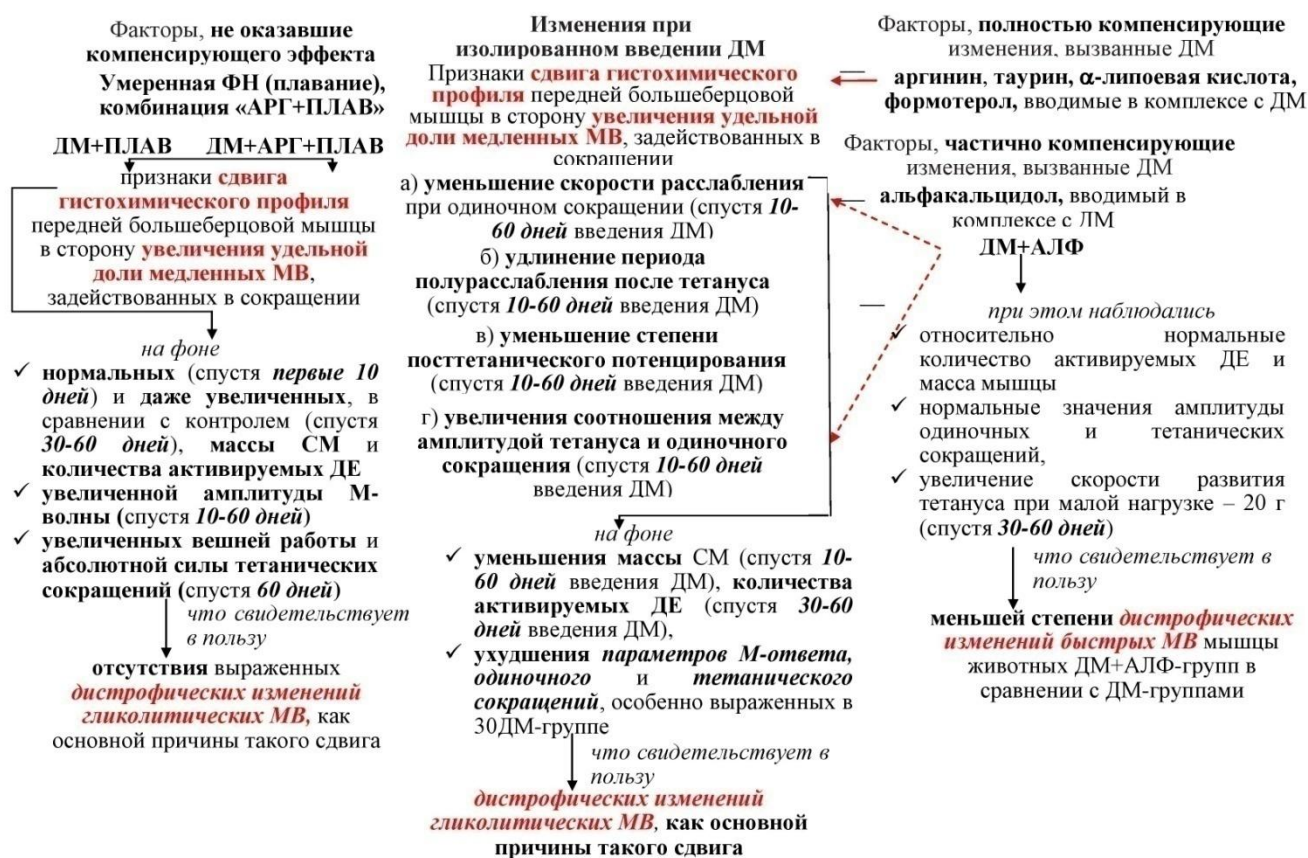 Факторы, не оказавшие
компенсирующего эффекта
Умеренная ФН (плавание),
комбинация «АРГ+ПЛАВ»
ДМ+ПЛАВ ДМ+АРГ+ПЛАВ
признаки сдвига
гистохимического профиля
передней большеберцовой мышцы
в сторону увеличения удельной
доли медленных МВ,
задействованных в сокращении
на фоне
✓ нормальных (спустя первые 10
дней) и даже увеличенных, в
сравнении с контролем (спустя
30-60 дней), массы СМ и
количества активируемых ДЕ
✓ увеличенной амплитуды М-
волны (спустя 10-60 дней)
✓ увеличенных вешней работы и
абсолютной силы тетанических
сокращений (спустя 60 дней)
что свидетельствует
в пользу
отсутствия выраженных
дистрофических изменений
гликолитических МВ, как
основной причины такого сдвига
Изменения при
изолированном введении ДМ
Признаки сдвига гистохимического
профиля передней большеберцовой
мышцы в сторону увеличения удельной
доли медленных МВ, задействованных в
сокращении
а) уменьшение скорости расслабления
при одиночном сокращении (спустя 10-
60 дней введения ДМ)
б) удлинение периода
полурасслабления после тетануса
(спустя 10-60 дней введения ДМ)
в) уменьшение степени
посттетанического потенцирования
(спустя 10-60 дней введения ДМ)
г) увеличения соотношения между
амплитудой тетануса и одиночного
сокращения (спустя 10-60 дней
введения ДМ)
на фоне
✓ уменьшения массы СМ (спустя 10-
60 дней введения ДМ), количества
активируемых ДЕ (спустя 30-60
дней введения ДМ),
✓ ухудшения параметров М-ответа,
одиночного и тетанического
сокращений, особенно выраженных в
30ДМ-группе
что свидетельствует в
пользу
дистрофических изменений
гликолитических МВ, как основной
причины такого сдвига
Факторы, полностью компенсирующие
изменения, вызванные ДМ
аргинин, таурин, α-липоевая кислота,
формотерол, вводимые в комплексе с ДМ
Факторы, частично компенсирующие
изменения, вызванные ДМ
альфакальцидол, вводимый в
комплексе с ДМ
ДМ+АЛФ
при этом наблюдались
✓ относительно нормальные
количество активируемых ДЕ и
масса мышцы
✓ нормальные значения амплитуды
одиночных и тетанических
сокращений,
✓ увеличение скорости развития
тетануса при малой нагрузке – 20 г
(спустя 30-60 дней)
что свидетельствует в
пользу
меньшей степени дистрофических
изменений быстрых МВ мышцы
животных ДМ+АЛФ-групп в
сравнении с ДМ-группами